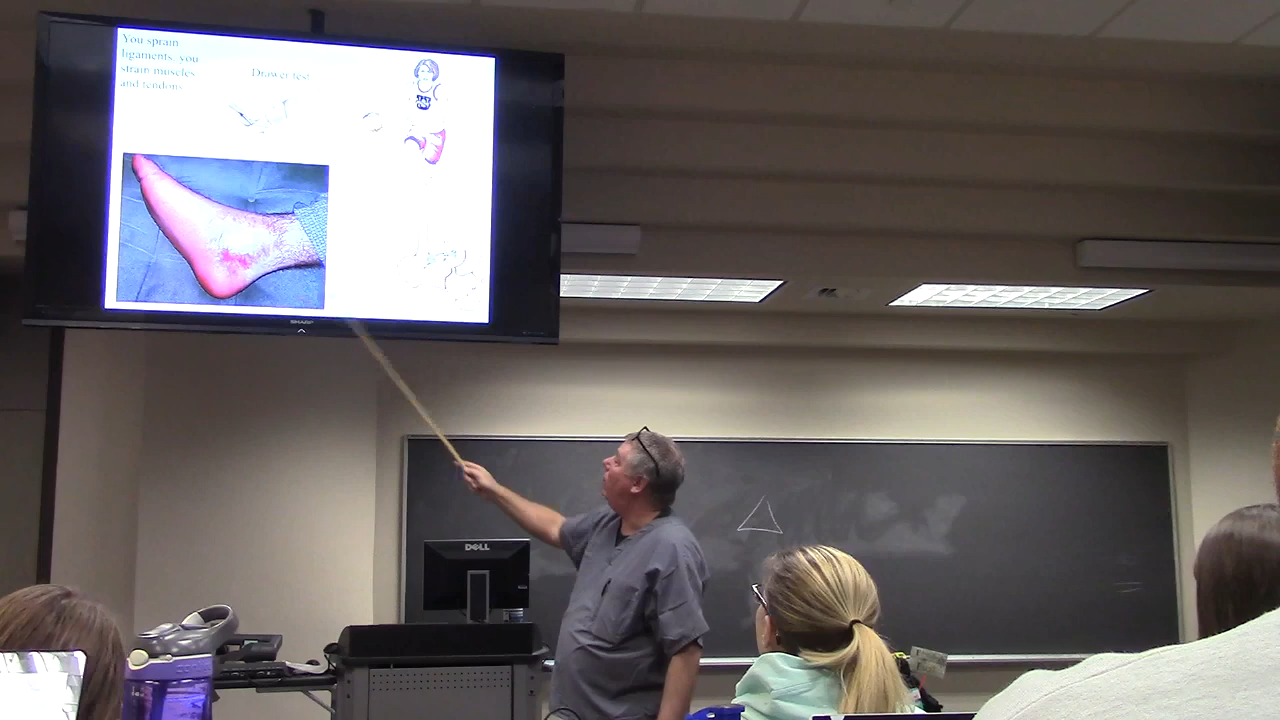 You sprain
ligaments, you
strain muscles
and tendons
Drawer test
SHARP
DELL